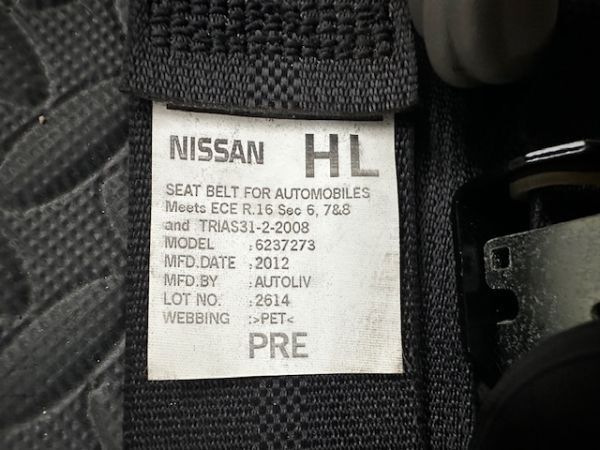 NISSAN HL
SEAT BELT FOR AUTOMOBILES
Meets ECE R.16 Sec 6, 7&8
and TRIAS31-2-2008
MODEL :6237273
MFD.DATE :2012
MFD.BY :AUTOLIV
LOT NO. :2614
WEBBING :>PET<
PRE